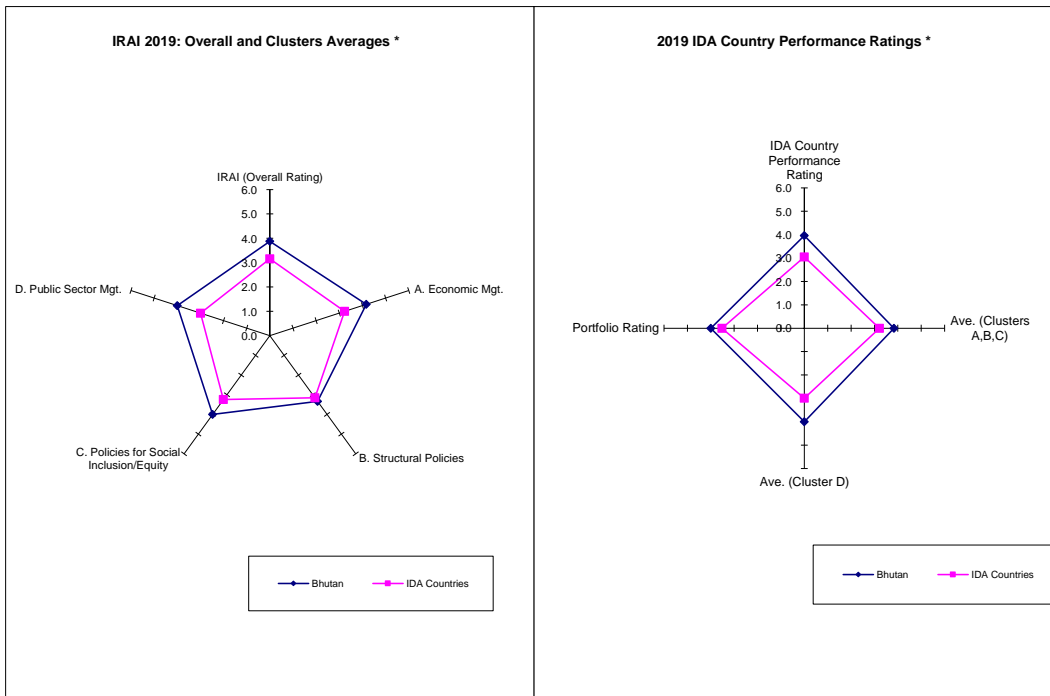 IRAI 2019: Overall and Clusters Averages *
IRAI (Overall Rating)
6.0
5.0
4.0
3.0
2.0
1.0
0.0
A. Economic Mgt.
B. Structural Policies
C. Policies for Social
Inclusion/Equity
D. Public Sector Mgt.
Bhutan
IDA Countries
2019 IDA Country Performance Ratings *
IDA Country
Performance
Rating
6.0
5.0
4.0
3.0
2.0
1.0
0.0
Ave. (Clusters
A,B,C)
Ave. (Cluster D)
Portfolio Rating
Bhutan
IDA Countries